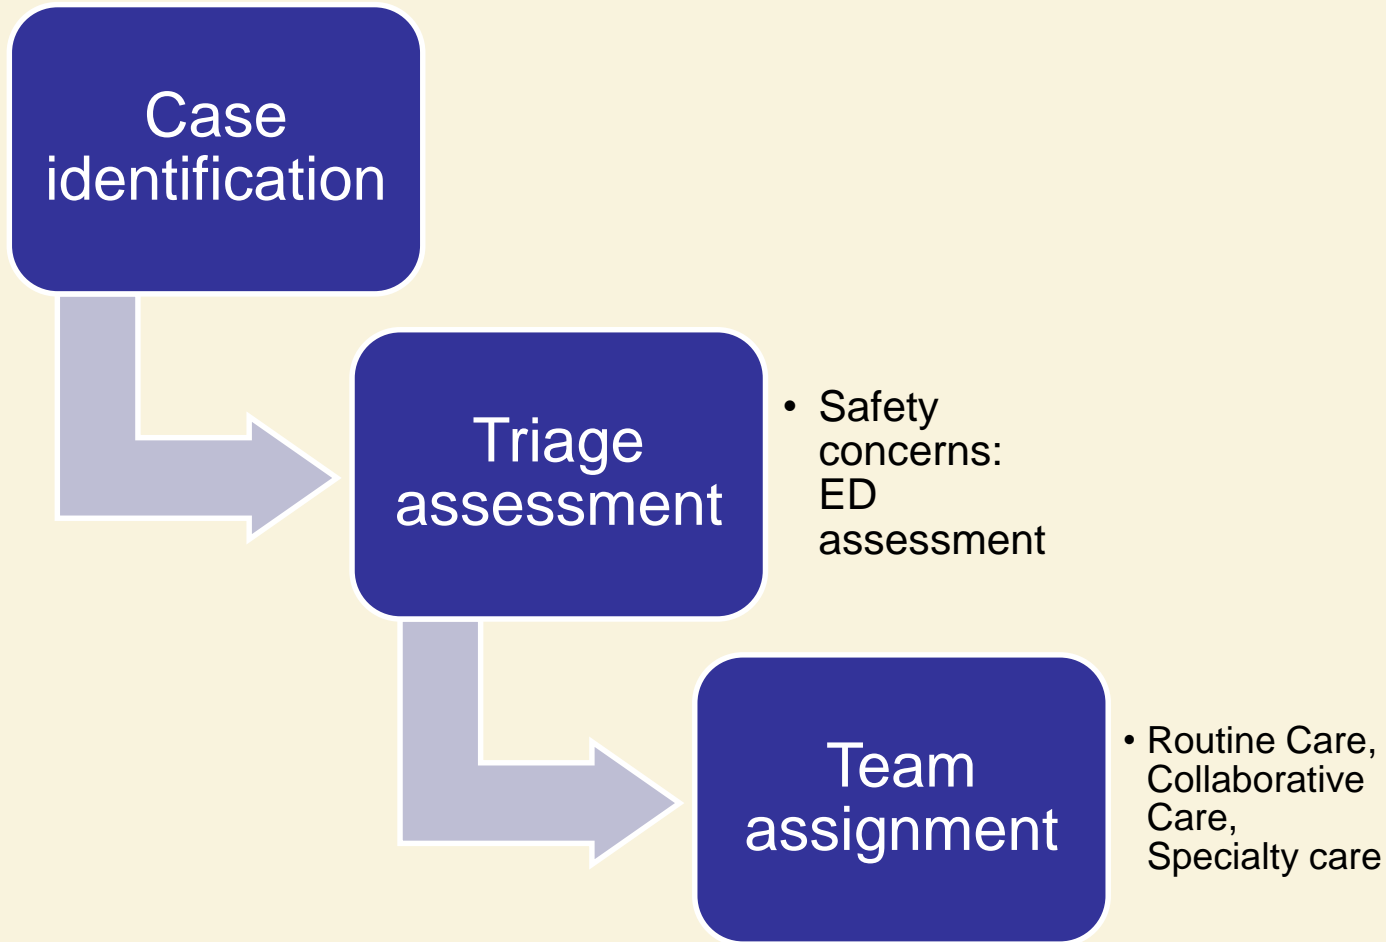 Case
identification
Triage
assessment
• Safety
concerns:
ED
assessment
Team
assignment
• Routine Care,
Collaborative
Care,
Specialty care